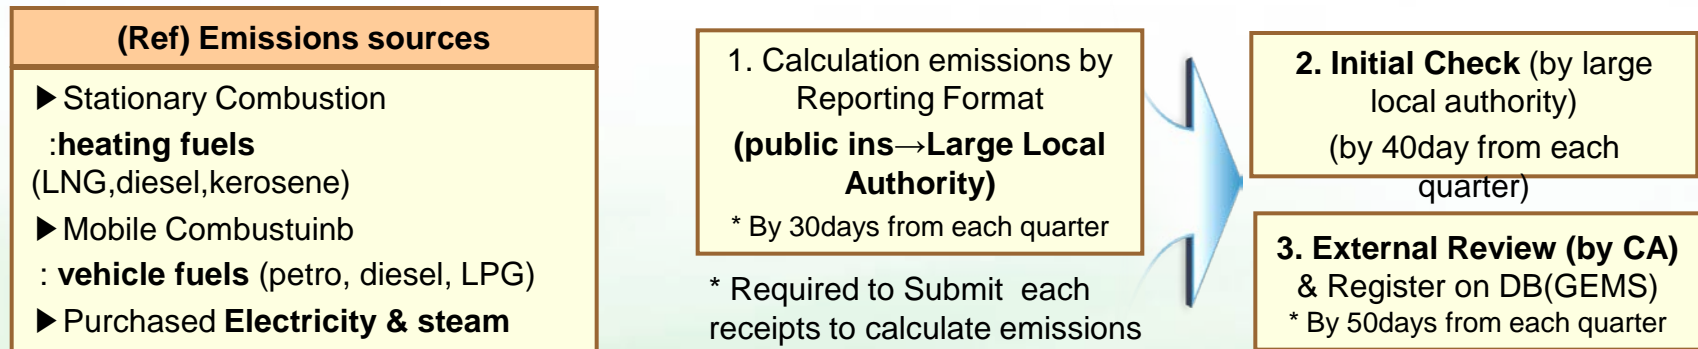 (Ref) Emissions sources
▶Stationary Combustion
:heating fuels
(LNG,diesel,kerosene)
▶Mobile Combustuinb
: vehicle fuels (petro, diesel, LPG)
▶Purchased Electricity & steam
1. Calculation emissions by
Reporting Format
(public ins→Large Local
Authority)
* By 30days from each quarter
* Required to Submit each
receipts to calculate emissions
2. Initial Check (by large
local authority)
(by 40day from each
quarter)
3. External Review (by CA)
& Register on DB(GEMS)
* By 50days from each quarter